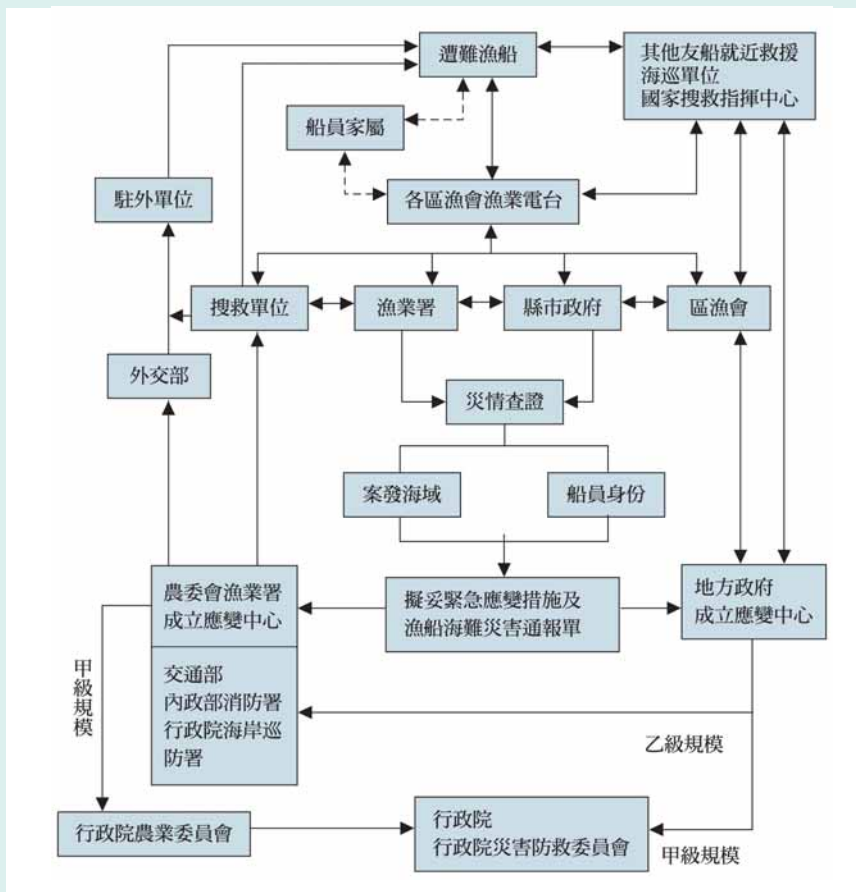 遭難漁船
其他友船就近救援
海巡單位
國家搜救指揮中心
船員家屬
駐外單位
各區漁會漁業電台
搜救單位
漁業署
縣市政府
區漁會
外交部
災情查證
案發海域
船員身份
農委會漁業署
成立應變中心
擬妥緊急應變措施及
漁船海難災害通報單
地方政府
成立應變中心
甲級規模
交通部
內政部消防署
行政院海岸巡
防署
乙級規模
行政院農業委員會
行政院
行政院災害防救委員會
甲級規模